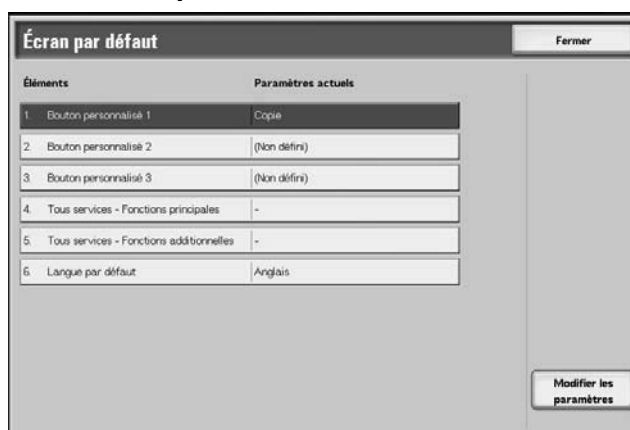 Écran par défaut
Fermer
Éléments Paramètres actuels
1. Bouton personnalisé 1 Copie
2. Bouton personnalisé 2 (Non défini)
3. Bouton personnalisé 3 (Non défini)
4. Tous services - Fonctions principales -
5. Tous services - Fonctions additionnelles -
6. Langue par défaut Anglais
Modifier les
paramètres